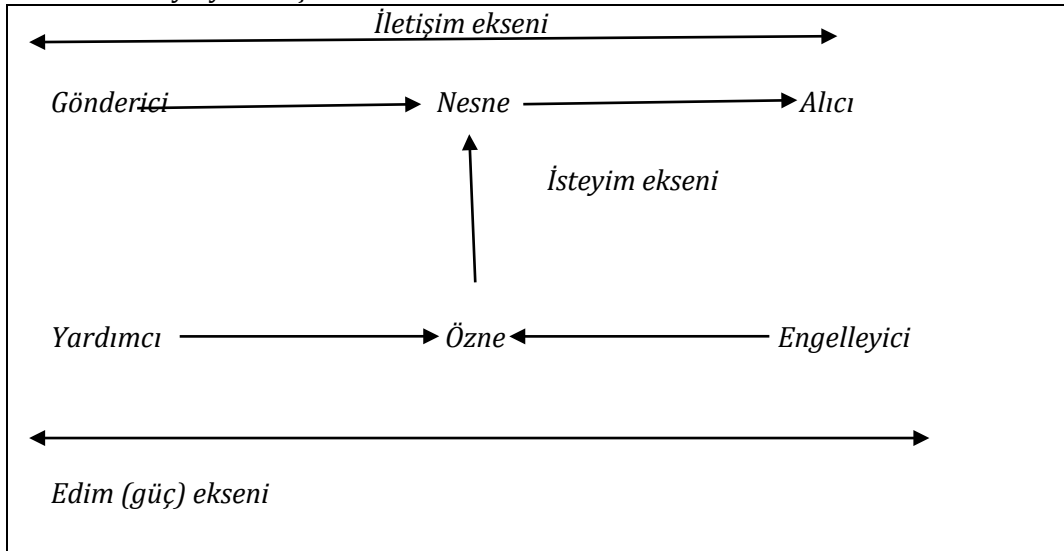 İletişim ekseni
Gönderici Nesne Alıcı
İsteyim ekseni
Yardımcı Özne Engelleyici
Edim (güç) ekseni